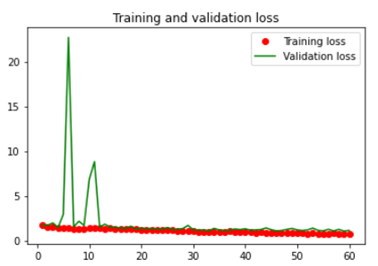 Training and validation loss
Training loss
Validation loss
20
15
10
5
0
0 10 20 30 40 50 60